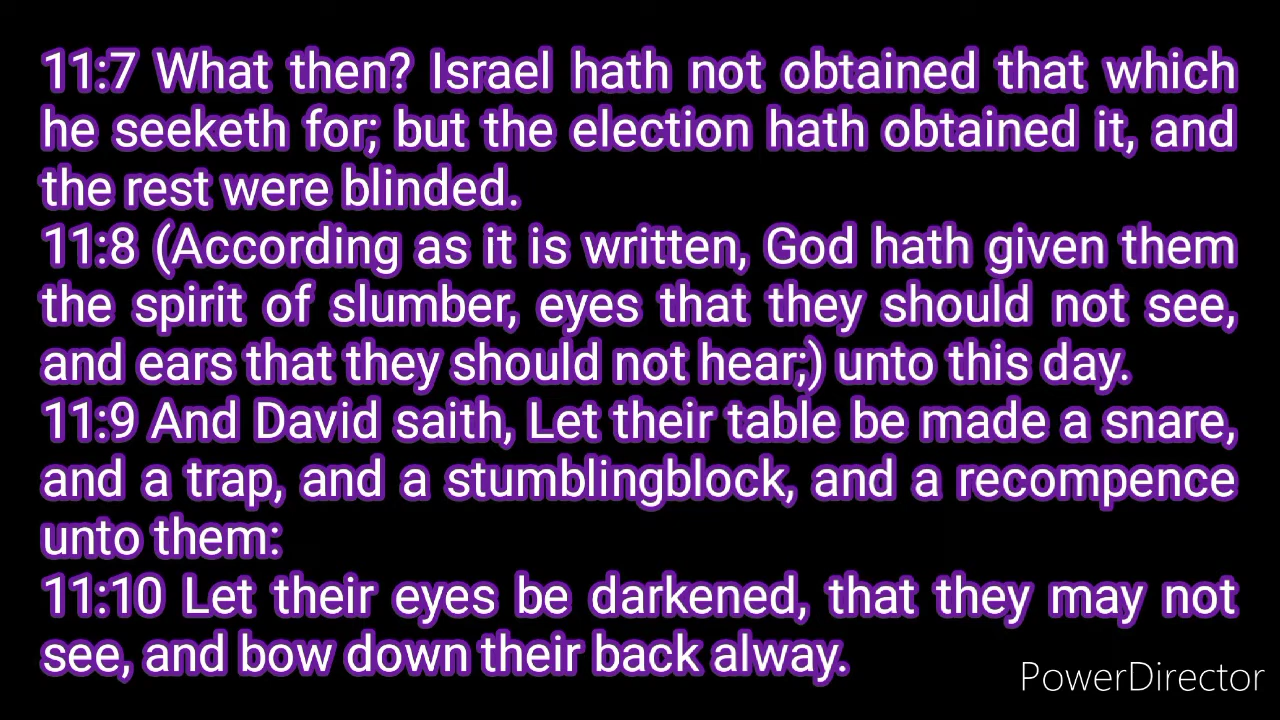 11:7 What then? Israel hath not obtained that which
he seeketh for; but the election hath obtained it, and
the rest were blinded.
11:8 (According as it is written, God hath given them
the spirit of slumber, eyes that they should not see,
and ears that they should not hear;) unto this day.
11:9 And David saith, Let their table be made a snare,
and a trap, and a stumblingblock, and a recompence
unto them:
11:10 Let their eyes be darkened, that they may not
see, and bow down their back alway.
PowerDirector